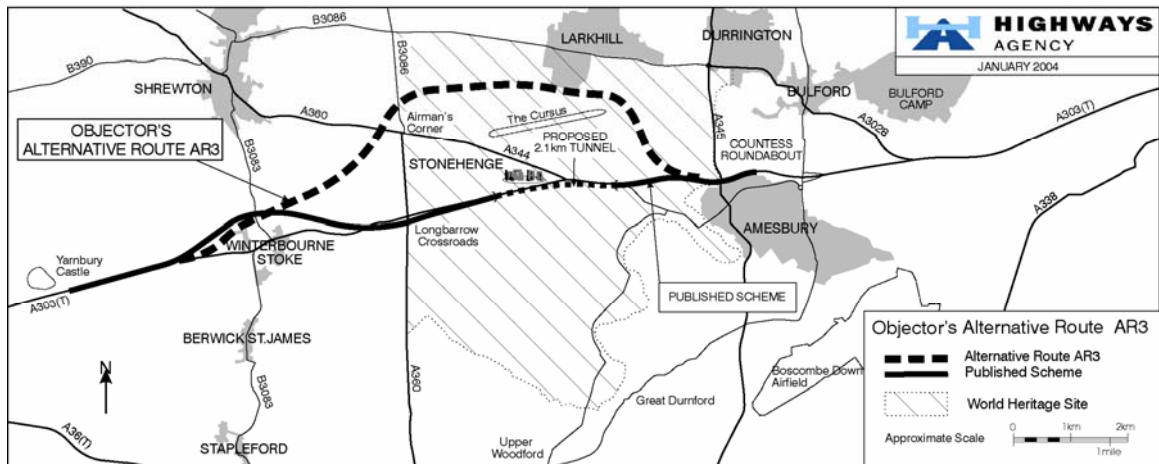 B3086
B3086
LARKHILL
DURRINGTON
HIGHWAYS
AGENCY
JANUARY 2004
B390
SHREWTON
BULFORD
BULFORD
CAMP
A303(T)
A360
Airman's
Corner
The Cursus
A345
A3028
OBJECTOR'S
ALTERNATIVE ROUTE AR3
B3083
STONEHENGE
A344
PROPOSED
2.1km TUNNEL
COUNTESS
ROUNDABOUT
A338
WINTERBOURNE
STOKE
Longbarrow
Crossroads
AMESBURY
Yarnbury
Castle
A303(T)
PUBLISHED SCHEME
BERWICK ST.JAMES
N
B3083
A360
Boscombe Down
Airfield
Great Durnford
A36(T)
STAPLEFORD
Upper
Woodford
Objector's Alternative Route AR3
Alternative Route AR3
Published Scheme
World Heritage Site
Approximate Scale
0 1km 2km
1mile